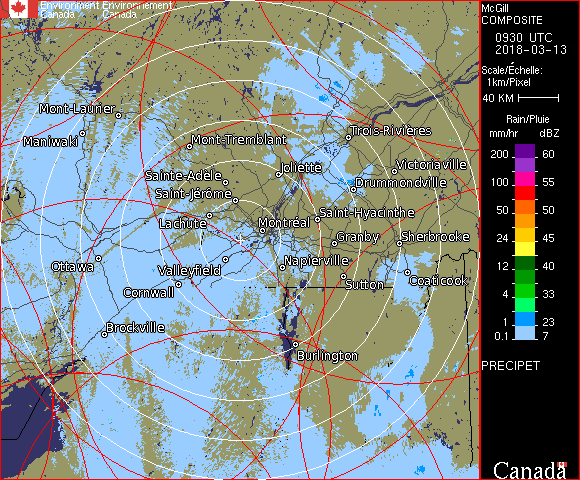 Environment Environnement
Canada Canada
McGill
COMPOSITE
0930 UTC
2018-03-13
Scale/Échelle:
1km/Pixel
40 KM
Rain/Pluie
mm/hr dBZ
200 60
100 55
50 50
45
24 45
12 40
4 33
1 23
0.1 7
PRECIPET
Canada
Mont-Laurier
Maniwaki
Mont-Tremblant
Trois-Rivières
Joliette
Victoriaville
Sainte-Adèle
Drummondville
Saint-Jérôme
Saint-Hyacinthe
Lachute
Montréal
Granby
Sherbrooke
Napierville
Ottawa
Valleyfield
Coaticook
Sutton
Cornwall
Brockville
Burlington